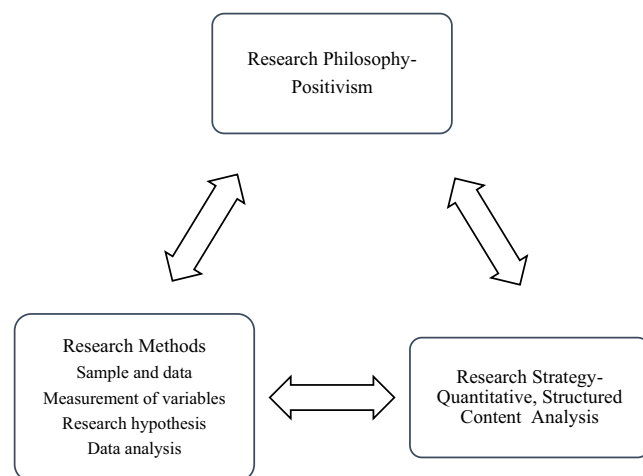 Research Philosophy-
Positivism
Research Methods
Sample and data
Measurement of variables
Research hypothesis
Data analysis
Research Strategy-
Quantitative, Structured
Content Analysis